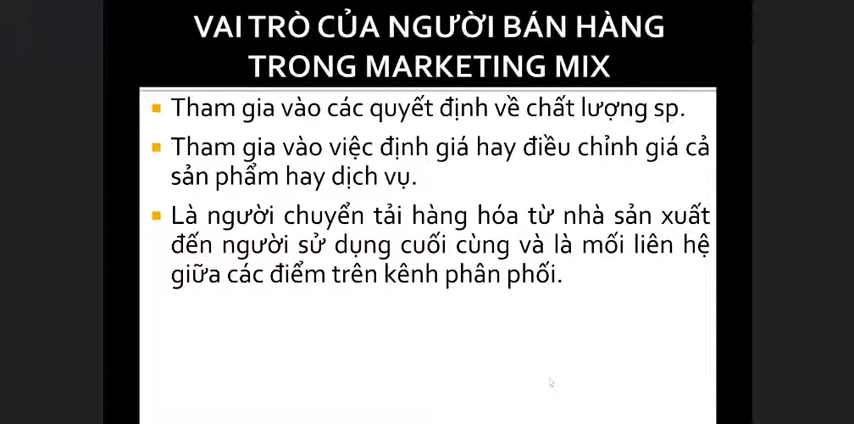 VAI TRÒ CỦA NGƯỜI BÁN HÀNG
TRONG MARKETING MIX
Tham gia vào các quyết định về chất lượng sp.
Tham gia vào việc định giá hay điều chỉnh giá cả
sản phẩm hay dịch vụ.
Là người chuyển tải hàng hóa từ nhà sản xuất
đến người sử dụng cuối cùng và là mối liên hệ
giữa các điểm trên kênh phân phối.